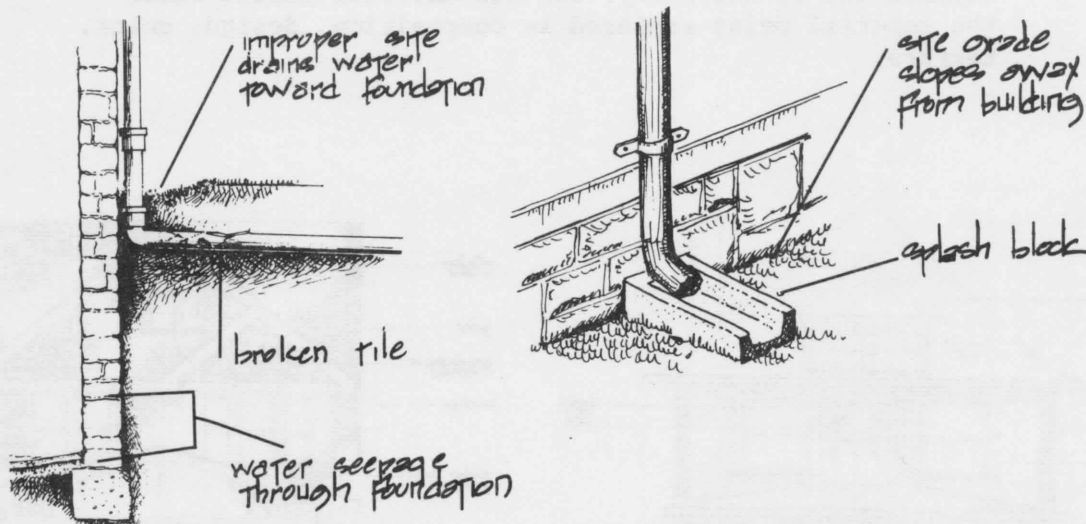 improper site
drains water
toward foundation
broken tile
water seepage
through foundation
site grade
slopes away
from building
splash block